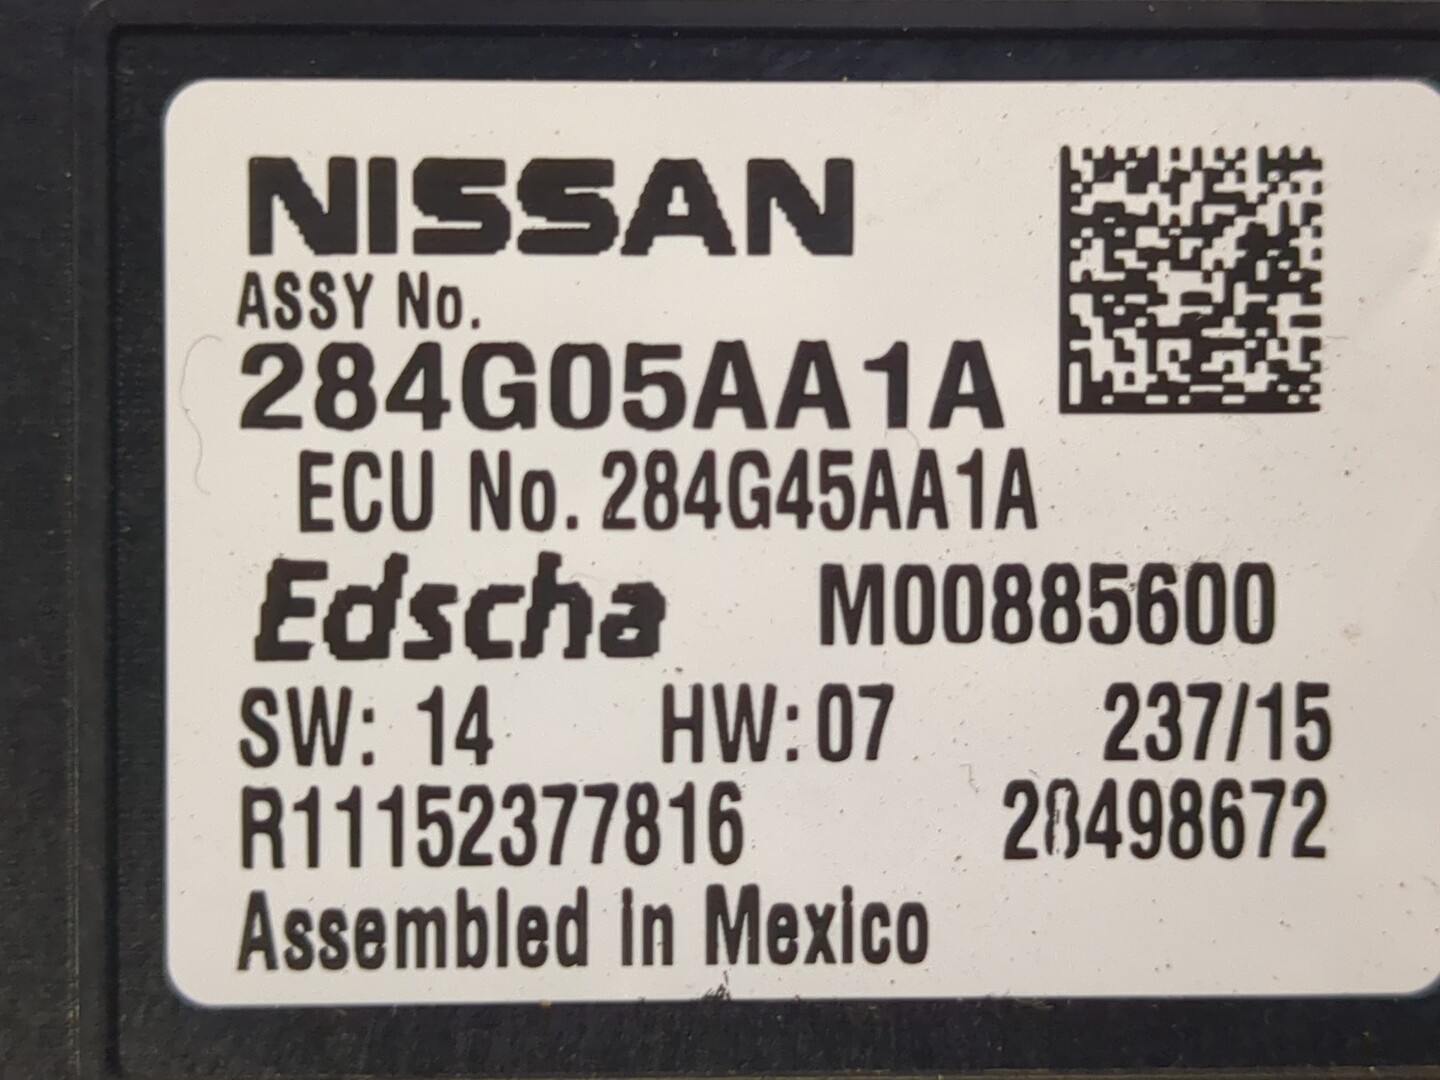 NISSAN
ASSY No.
284G05AA1A
ECU No. 284G45AA1A
Edscha M00885600
SW: 14 HW:07 237/15
R11152377816 20498672
Assembled in Mexico